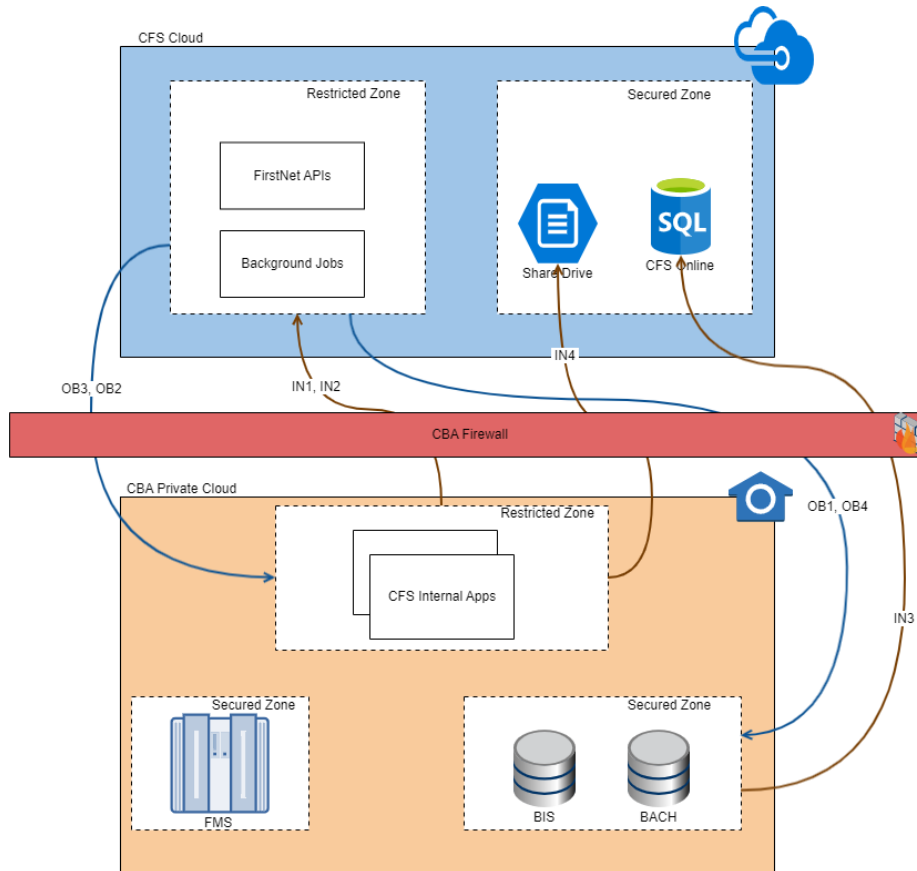 CFS Cloud
Restricted Zone
Secured Zone
FirstNet APIs
SQL
Background Jobs
Share Drive
CFS Online
IN4
OB3, OB2
IN1, IN2
CBA Firewall
CBA Private Cloud
Restricted Zone
OB1, OB4
CFS Internal Apps
IN3
Secured Zone
Secured Zone
FMS
BIS
BACH